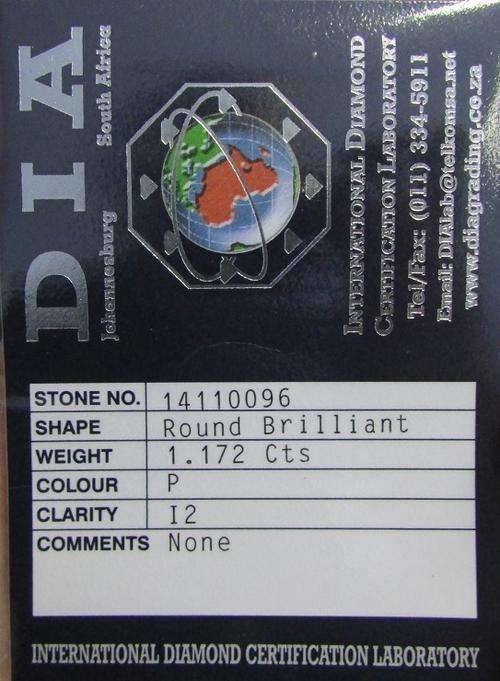 DIA
Johannesburg South Africa
INTERNATIONAL DIAMOND
CERTIFICATION LABORATORY
Tel/Fax: (011) 334-5911
Email: DIAlab@telkomsa.net
www.diagrading.co.za
STONE NO. 14110096
SHAPE Round Brilliant
WEIGHT 1.172 Cts
COLOUR P
CLARITY I2
COMMENTS None
INTERNATIONAL DIAMOND CERTIFICATION LABORATORY